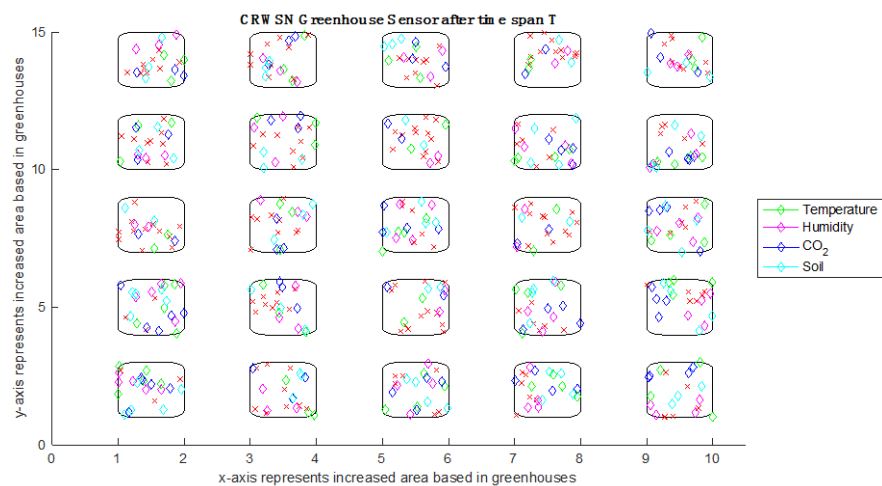 CRWSN Greenhouse Sensor after time span T
15
10
5
0
y-axis represents increased area based in greenhouses
0 1 2 3 4 5 6 7 8 9 10
x-axis represents increased area based in greenhouses
Temperature
Humidity
CO₂
Soil